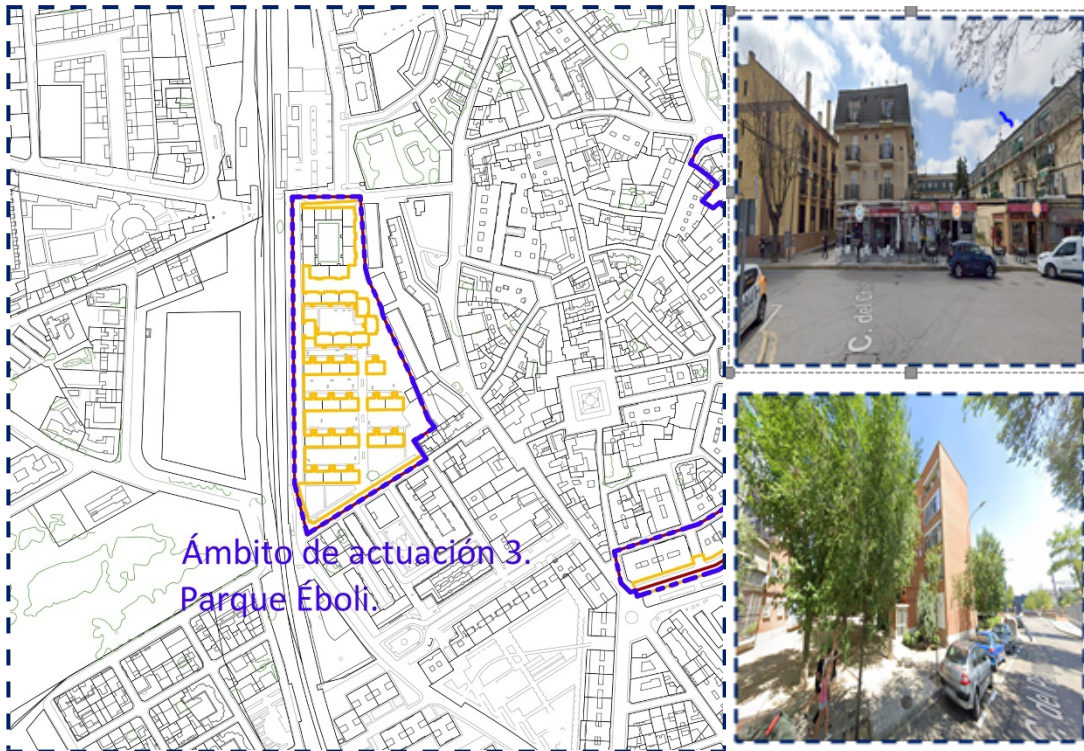 Ámbito de actuación 3.
Parque Éboli.
C. del
C. del